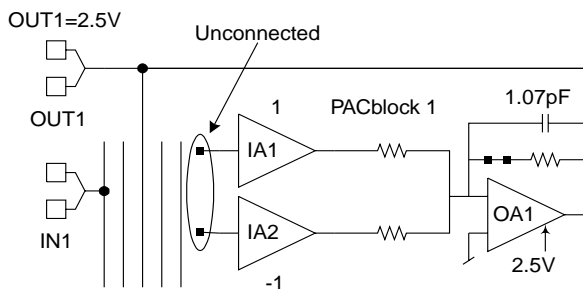 OUT1=2.5V
Unconnected
OUT1
1
PACblock 1
1.07pF
IA1
IN1
IA2
OA1
-1
2.5V